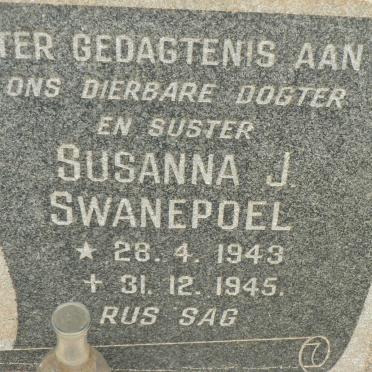 TER GEDAGTENIS AAN
ONS DIERBARE DOGTER
EN SUSTER
SUSANNA J.
SWANEPOEL
★ 28. 4. 1943
+ 31. 12. 1945.
RUS SAG